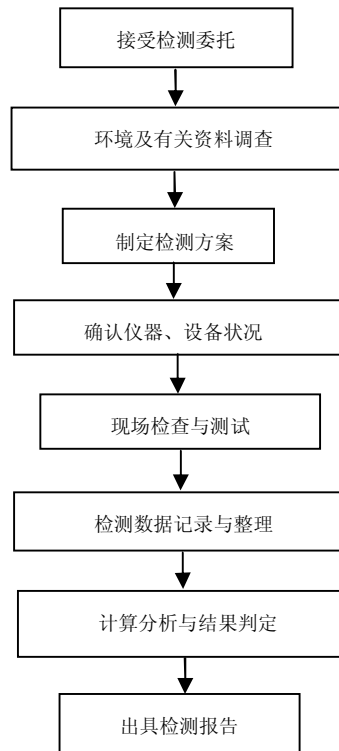 接受检测委托
环境及有关资料调查
制定检测方案
确认仪器、设备状况
现场检查与测试
检测数据记录与整理
计算分析与结果判定
出具检测报告